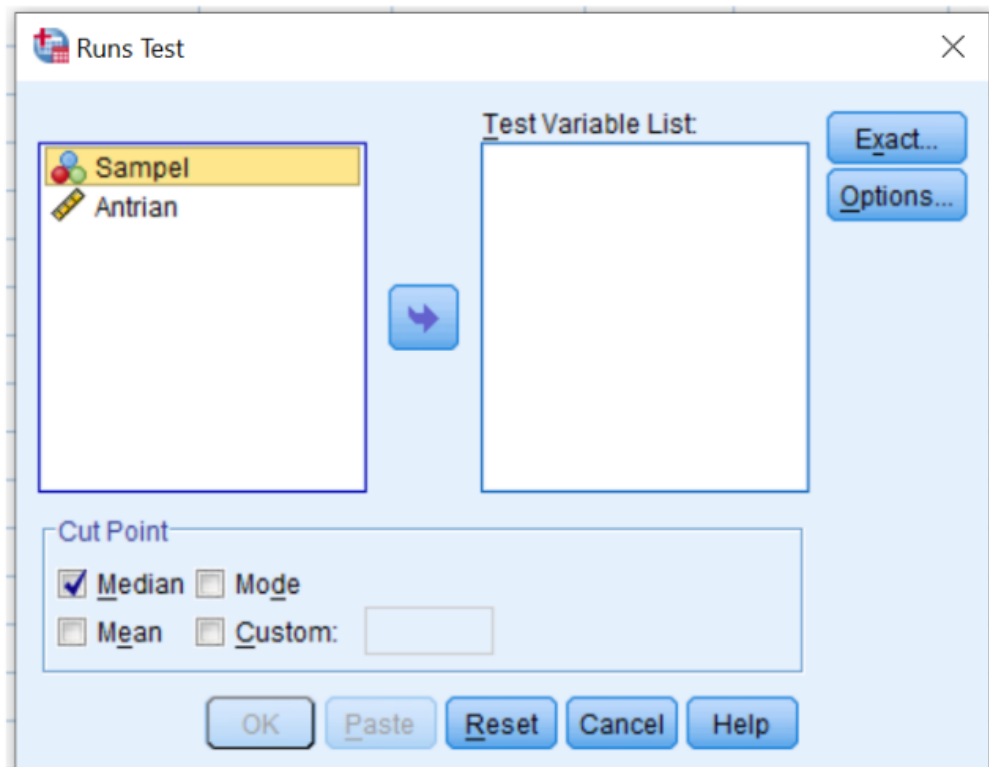 Runs Test
Test Variable List:
Exact...
Options...
Sampel
Antrian
Cut Point
Median Mode
Mean Custom:
OK Paste Reset Cancel Help